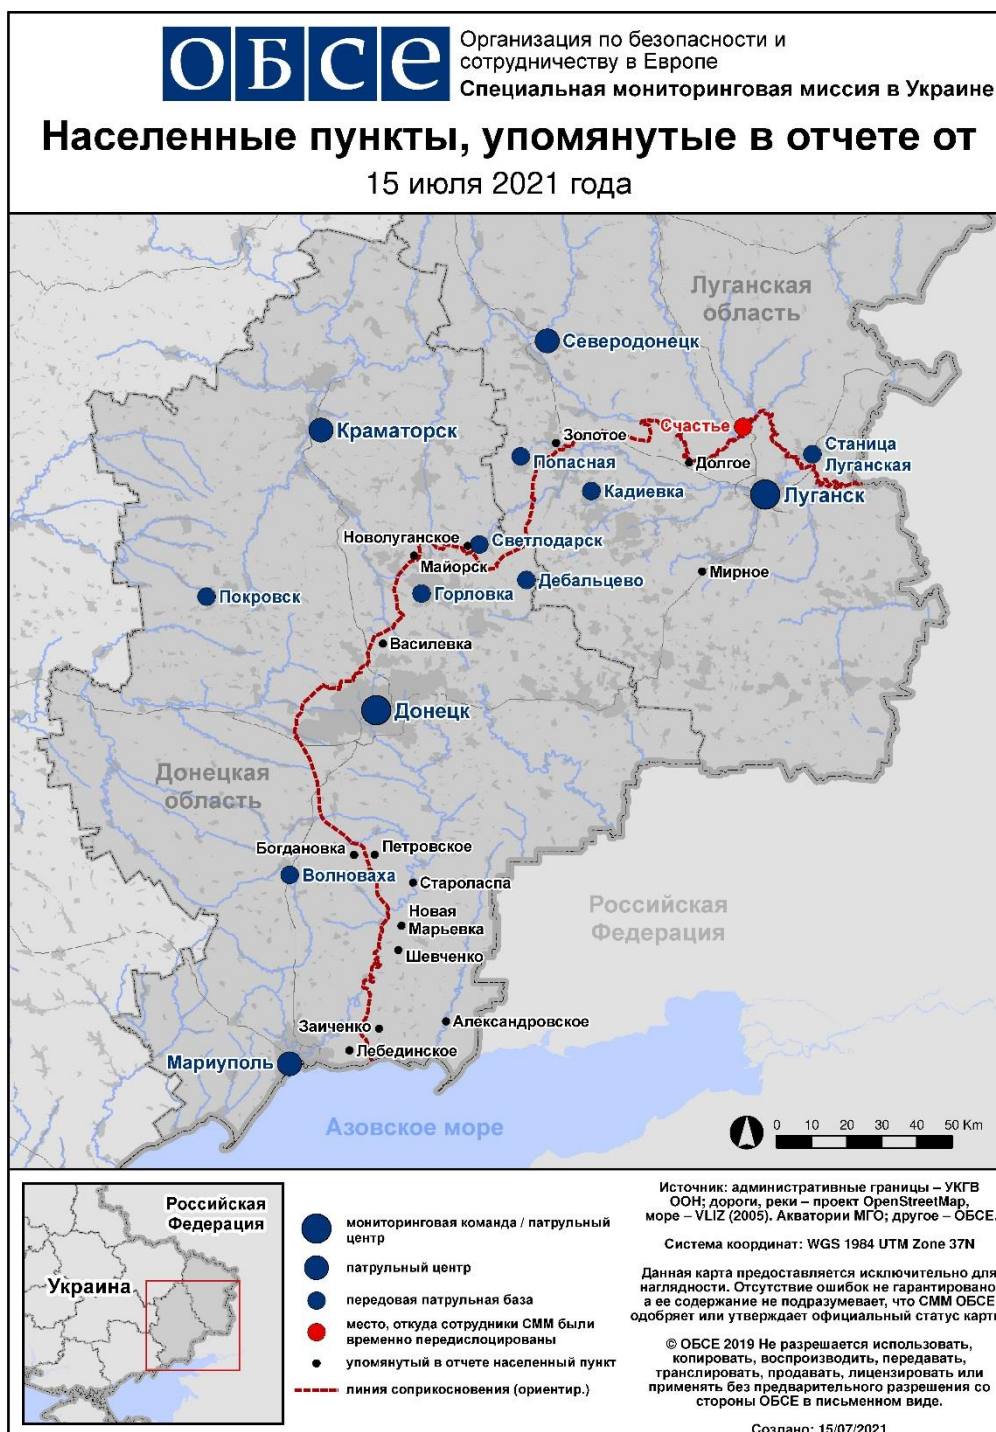 ОБСЕ
Организация по безопасности и
сотрудничеству в Европе
Специальная мониторинговая миссия в Украине
Населенные пункты, упомянутые в отчете от
15 июля 2021 года
Луганская
область
Северодонецк
Счастье
Краматорск
Золотое
Станица
Луганская
Попасная
Долгое
Кадиевка
Луганск
Новолуганское
Светлодарск
Майорск
Мирное
Дебальцево
Покровск
Горловка
Василевка
Донецк
Донецкая
область
Богдановка
Петровское
Волноваха
Староласпа
Новая
Марьевка
Российская
Федерация
Шевченко
Заиченко
Александровское
Лебединское
Мариуполь
Азовское море
0 10 20 30 40 50 Km
Российская
Федерация
Украина
мониторинговая команда / патрульный
центр
патрульный центр
передовая патрульная база
место, откуда сотрудники СММ были
временно передислоцированы
упомянутый в отчете населенный пункт
линия соприкосновения (ориентир.)
Источник: административные границы – УКГВ
ООН; дороги, реки – проект OpenStreetMap,
море – VLIZ (2005). Акватории МГО; другое – ОБСЕ.
Система координат: WGS 1984 UTM Zone 37N
Данная карта предоставляется исключительно для
наглядности. Отсутствие ошибок не гарантировано
а ее содержание не подразумевает, что СММ ОБСЕ
одобряет или утверждает официальный статус карт
© ОБСЕ 2019 Не разрешается использовать,
копировать, воспроизводить, передавать,
транслировать, продавать, лицензировать или
применять без предварительного разрешения со
стороны ОБСЕ в письменном виде.
Создано: 15/07/2021